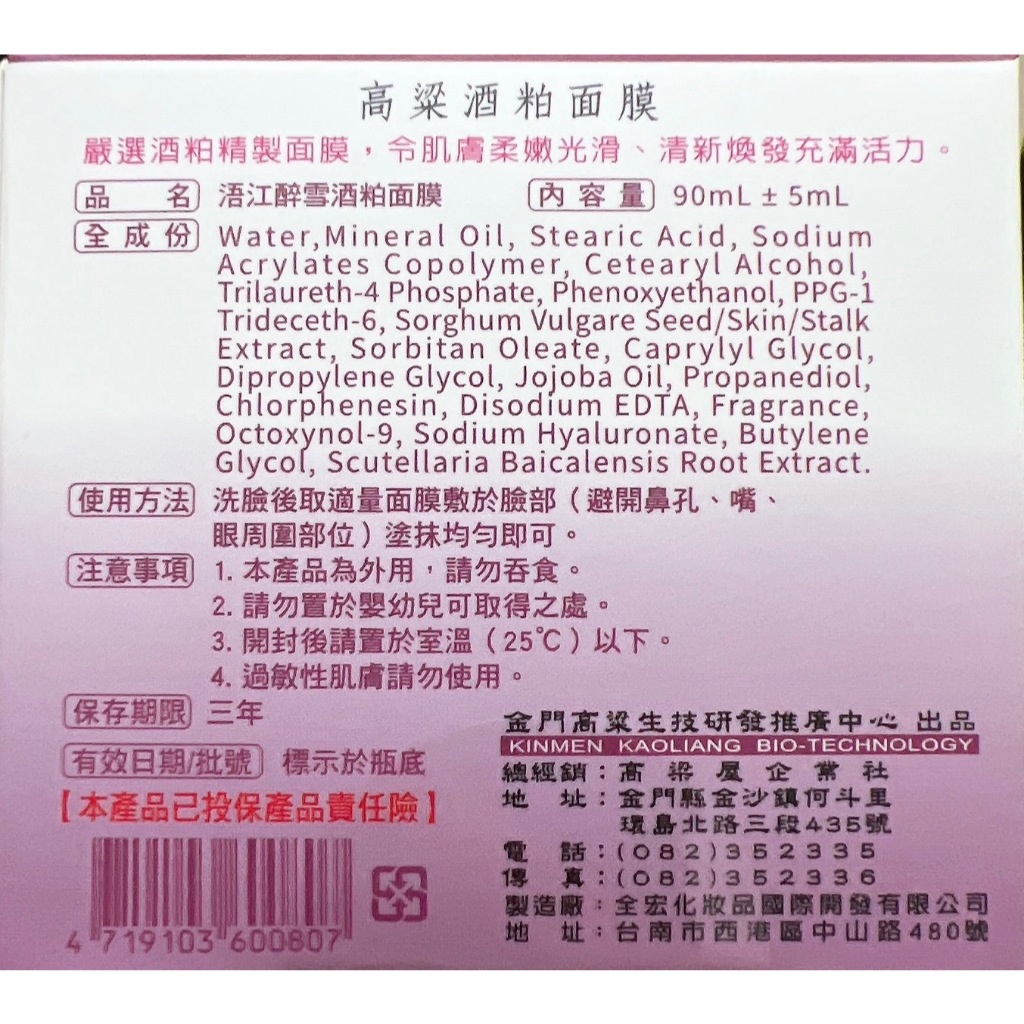 高粱酒粕面膜
嚴選酒粕精製面膜，令肌膚柔嫩光滑、清新煥發充滿活力。
品名 浯江醉雪酒粕面膜 內容量 90mL ± 5mL
全成份 Water,Mineral Oil, Stearic Acid, Sodium
Acrylates Copolymer, Cetearyl Alcohol,
Trilaureth-4 Phosphate, Phenoxyethanol, PPG-1
Trideceth-6, Sorghum Vulgare Seed/Skin/Stalk
Extract, Sorbitan Oleate, Caprylyl Glycol,
Dipropylene Glycol, Jojoba Oil, Propanediol,
Chlorphenesin, Disodium EDTA, Fragrance,
Octoxynol-9, Sodium Hyaluronate, Butylene
Glycol, Scutellaria Baicalensis Root Extract.
使用方法 洗臉後取適量面膜敷於臉部（避開鼻孔、嘴、
眼周圍部位）塗抹均勻即可。
注意事項 1. 本產品為外用，請勿吞食。
2. 請勿置於嬰幼兒可取得之處。
3. 開封後請置於室溫（25℃）以下。
4. 過敏性肌膚請勿使用。
保存期限 三年
有效日期/批號 標示於瓶底
【本產品已投保產品責任險】
4 719103 600807
金門高粱生技研發推廣中心 出品
KINMEN KAOLIANG BIO-TECHNOLOGY
總經銷：高粱屋企業社
地址：金門縣金沙鎮何斗里
環島北路三段435號
電話：(082)352335
傳真：(082)352336
製造廠：全宏化妝品國際開發有限公司
地址：台南市西港區中山路480號